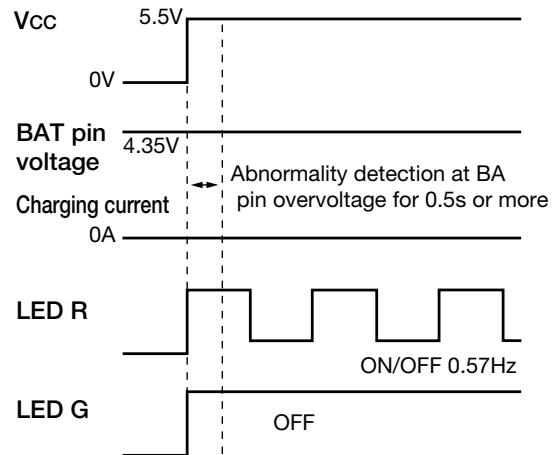 Vcc 5.5V
0V
BAT pin
voltage
4.35V
Abnormality detection at BA
pin overvoltage for 0.5s or more
Charging current
0A
LED R
ON/OFF 0.57Hz
LED G
OFF